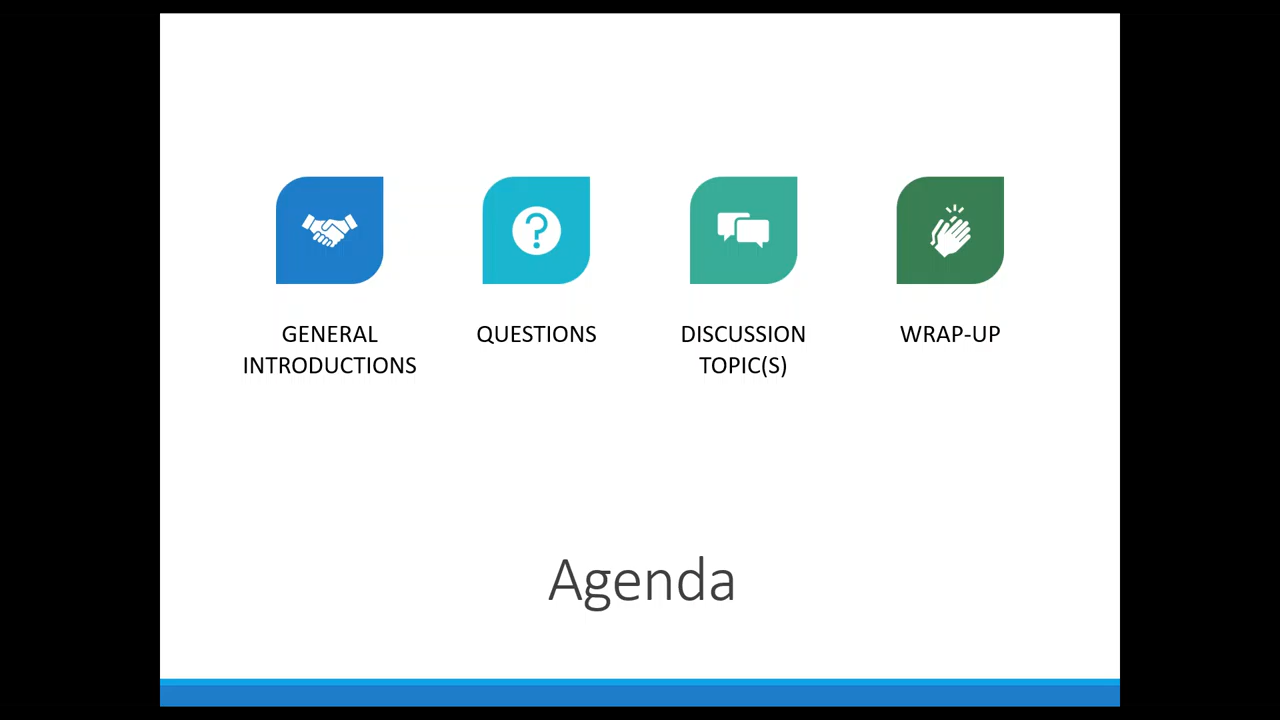 GENERAL
INTRODUCTIONS
QUESTIONS
DISCUSSION
TOPIC(S)
WRAP-UP
Agenda